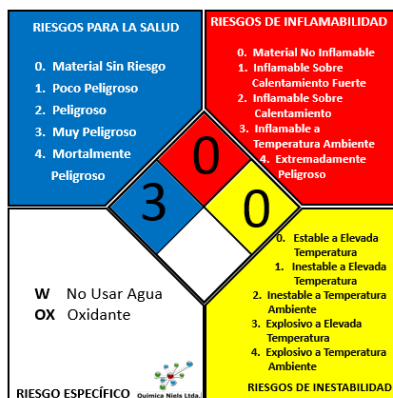 RIESGOS PARA LA SALUD
0. Material Sin Riesgo
1. Poco Peligroso
2. Peligroso
3. Muy Peligroso
4. Mortalmente
Peligroso
RIESGOS DE INFLAMABILIDAD
0. Material No Inflamable
1. Inflamable Sobre
Calentamiento Fuerte
2. Inflamable Sobre
Calentamiento
3. Inflamable a
Temperatura Ambiente
4. Extremadamente
Peligroso
0
3
0
W No Usar Agua
OX Oxidante
RIESGO ESPECÍFICO
Química Niels Ltda.
0. Estable a Elevada
Temperatura
1. Inestable a Elevada
Temperatura
2. Inestable a Temperatura
Ambiente
3. Explosivo a Elevada
Temperatura
4. Explosivo a Temperatura
Ambiente
RIESGOS DE INESTABILIDAD